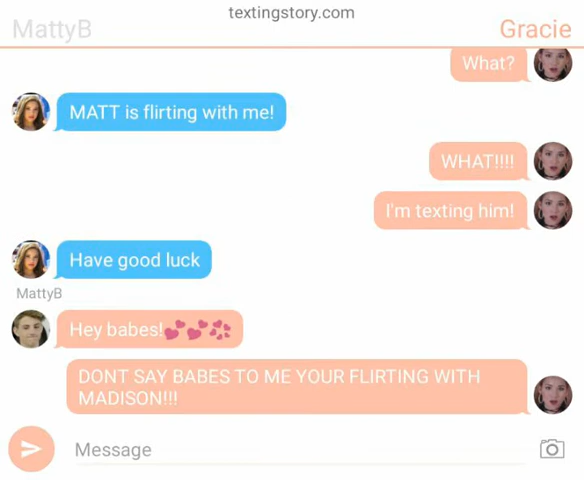 textingstory.com
MattyB
Gracie
What?
MATT is flirting with me!
WHAT!!!!
I'm texting him!
Have good luck
MattyB
Hey babes!💕💕💞
DONT SAY BABES TO ME YOUR FLIRTING WITH
MADISON!!!
Message